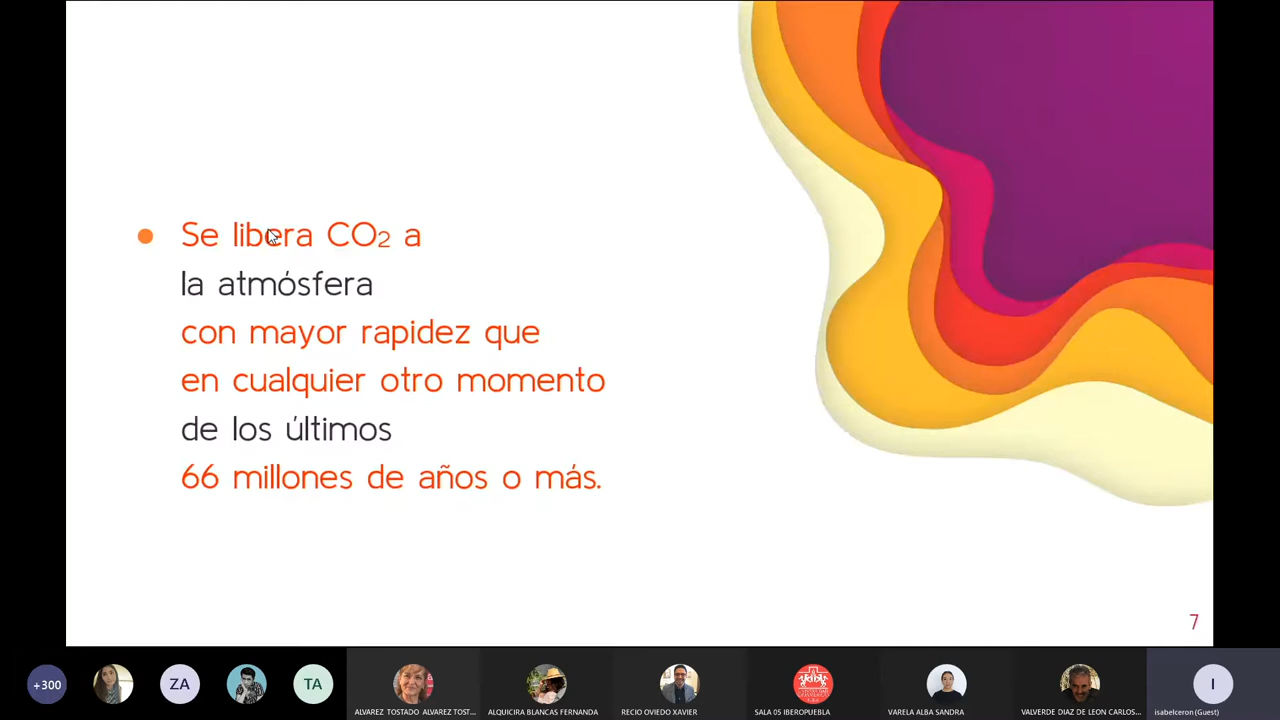 Se libera CO₂ a
la atmósfera
con mayor rapidez que
en cualquier otro momento
de los últimos
66 millones de años o más.
7
+300
ZA
TA
ALVAREZ TOSTADO ALVAREZ TOST...
ALQUICIRA BLANCAS FERNANDA
RECIO OVIEDO XAVIER
SALA 05 IBEROPUEBLA
VARELA ALBA SANDRA
VALVERDE DIAZ DE LEON CARLOS...
I
isabelceron (Guest)